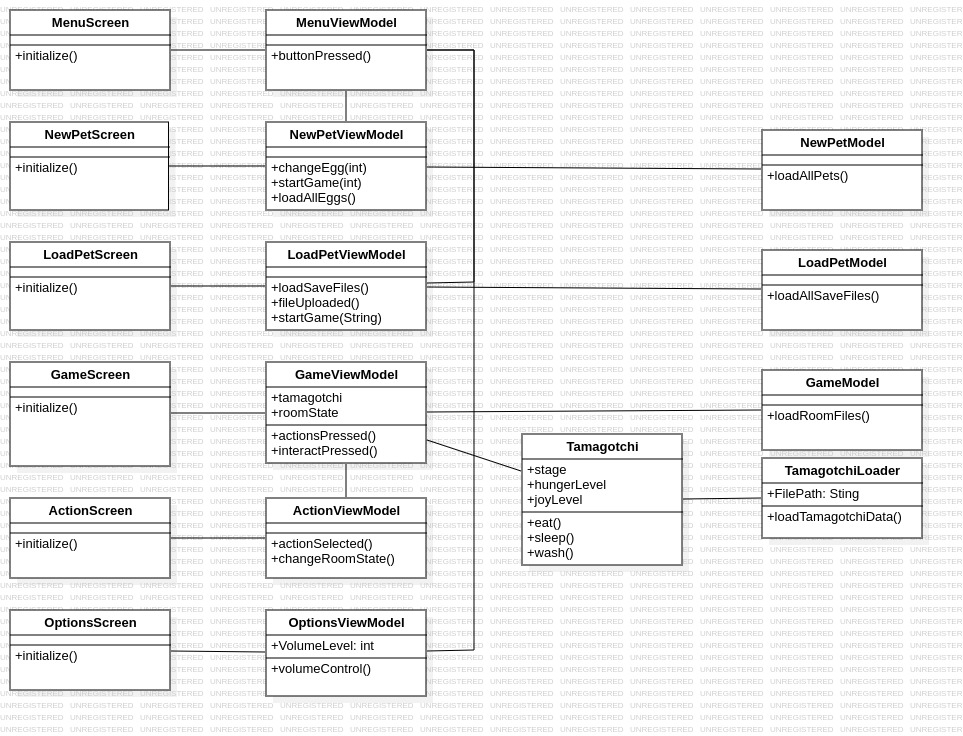 MenuScreen
+initialize()
MenuViewModel
+buttonPressed()
NewPetScreen
+initialize()
NewPetViewModel
+changeEgg(int)
+startGame(int)
+loadAllEggs()
NewPetModel
+loadAllPets()
LoadPetScreen
+initialize()
LoadPetViewModel
+loadSaveFiles()
+fileUploaded()
+startGame(String)
LoadPetModel
+loadAllSaveFiles()
GameScreen
+initialize()
GameViewModel
+tamagotchi
+roomState
+actionsPressed()
+interactPressed()
GameModel
+loadRoomFiles()
Tamagotchi
+stage
+hungerLevel
+joyLevel
+eat()
+sleep()
+wash()
TamagotchiLoader
+FilePath: Sting
+loadTamagotchiData()
ActionScreen
+initialize()
ActionViewModel
+actionSelected()
+changeRoomState()
OptionsScreen
+initialize()
OptionsViewModel
+VolumeLevel: int
+volumeControl()
UNREGISTERED